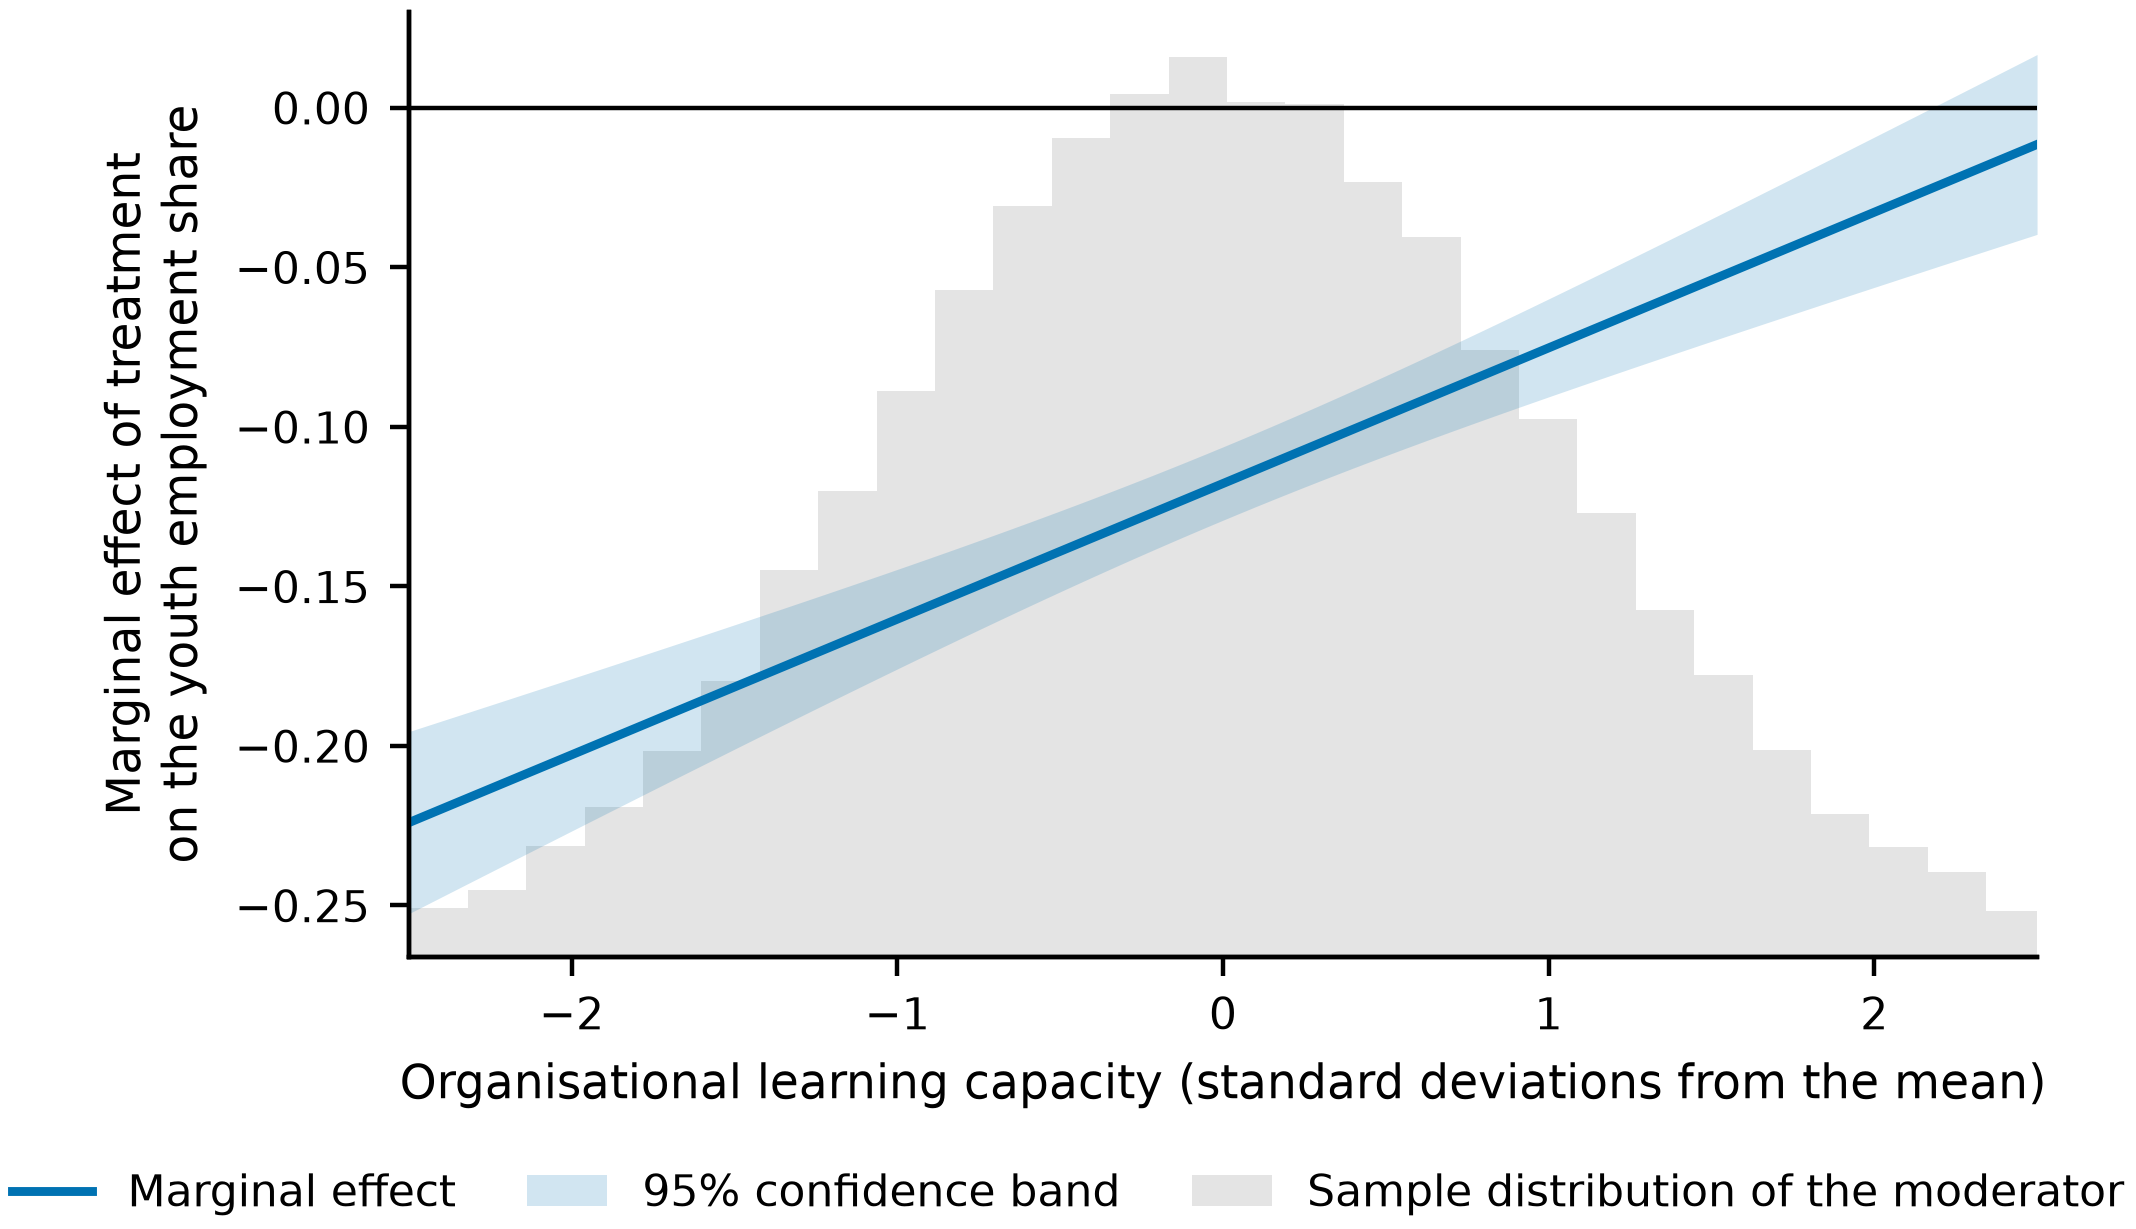 Marginal effect of treatment
on the youth employment share
0.00
−0.05
−0.10
−0.15
−0.20
−0.25
−2
−1
0
1
2
Organisational learning capacity (standard deviations from the mean)
Marginal effect
95% confidence band
Sample distribution of the moderator